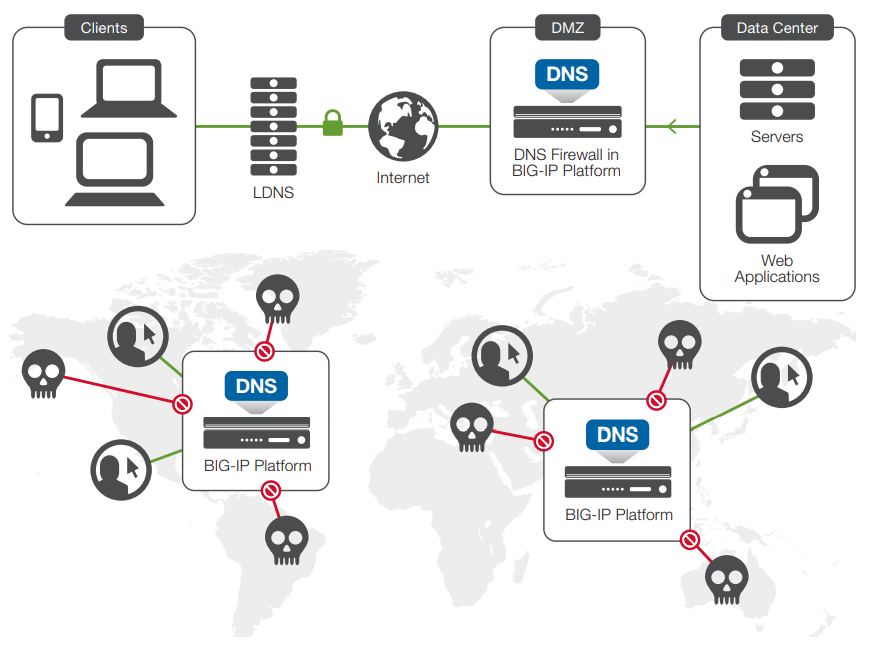 Clients
DMZ
Data Center
DNS
DNS Firewall in
BIG-IP Platform
Servers
LDNS
Internet
Web
Applications
DNS
BIG-IP Platform
DNS
BIG-IP Platform